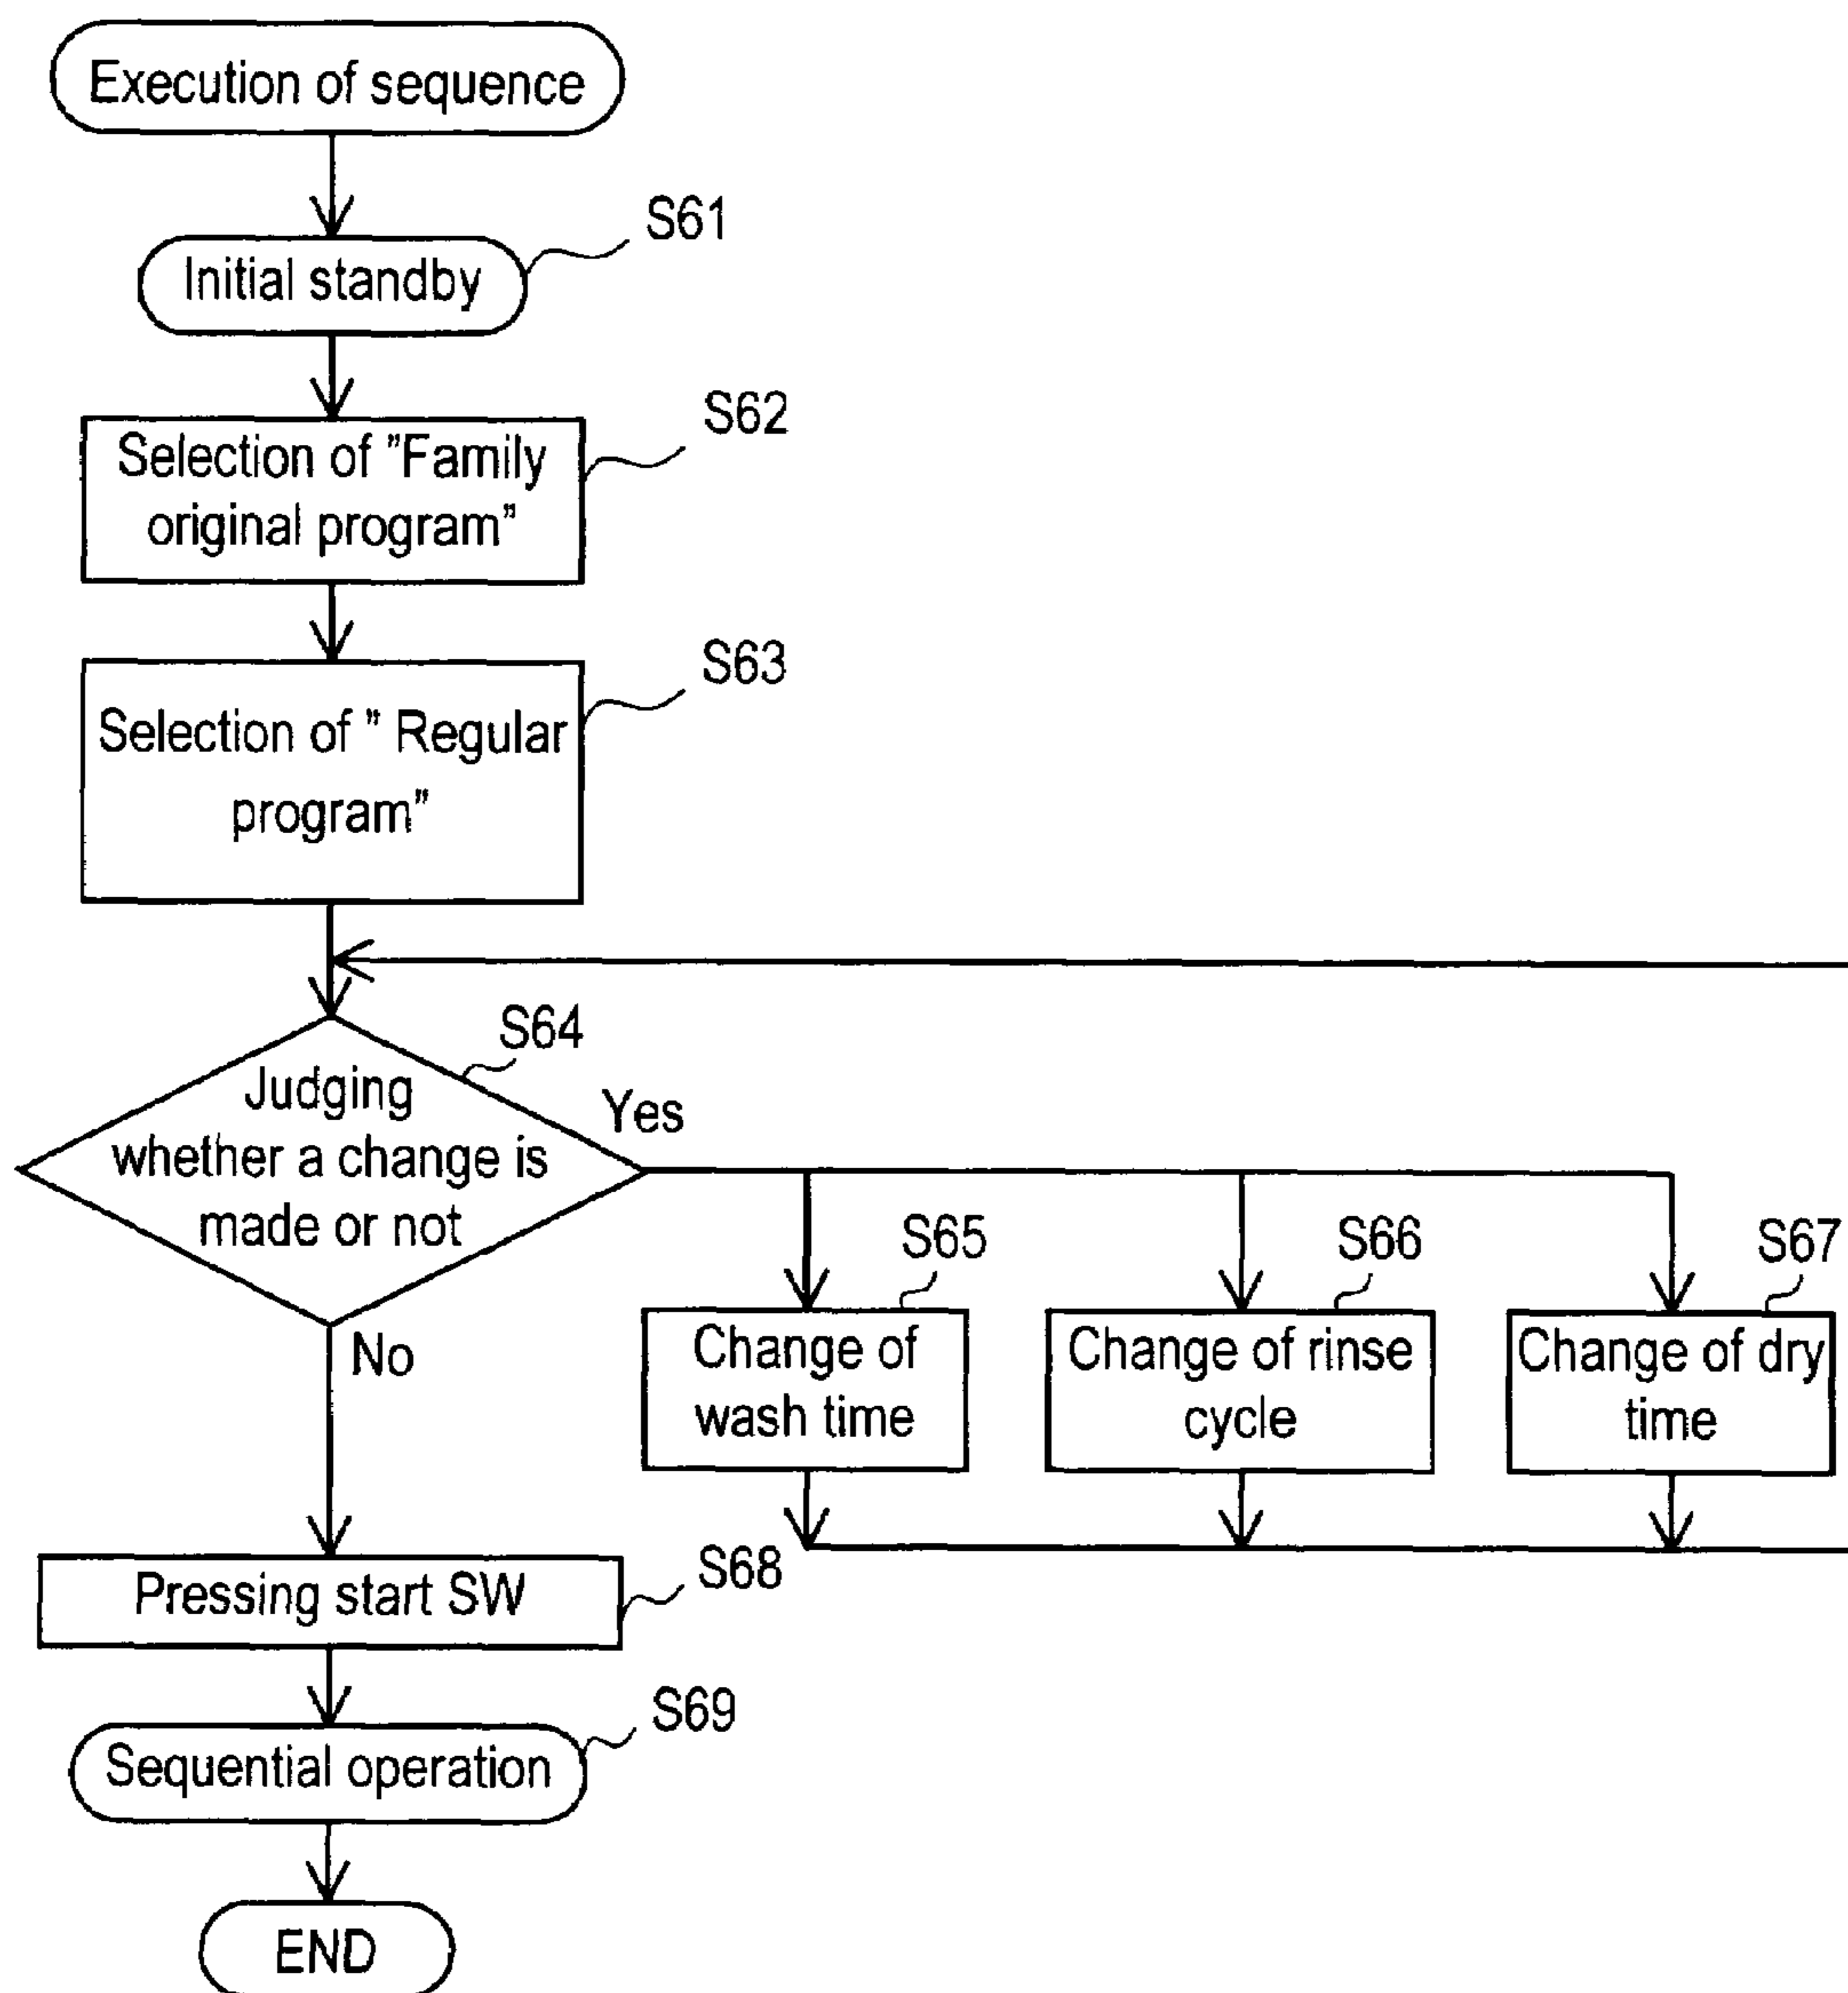 Execution of sequence
S61
Initial standby
S62
Selection of "Family
original program"
S63
Selection of " Regular
program"
S64
Judging
whether a change is
made or not
Yes
No
S65
Change of
wash time
S66
Change of rinse
cycle
S67
Change of dry
time
S68
Pressing start SW
S69
Sequential operation
END